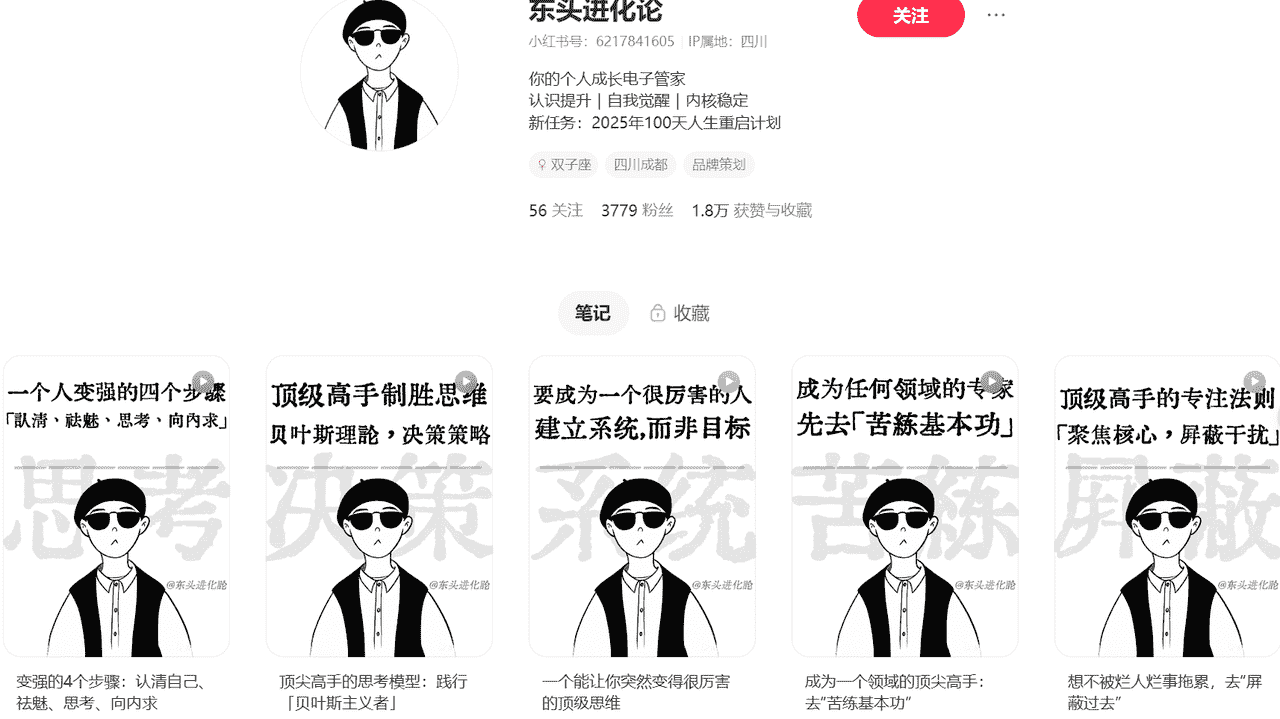 东头进化论
关注
小红书号：6217841605
IP属地：四川
你的个人成长电子管家
认识提升 | 自我觉醒 | 内核稳定
新任务：2025年100天人生重启计划
双子座
四川成都
品牌策划
56 关注 3779 粉丝 1.8万 获赞与收藏
笔记
收藏
一个人变强的四个步骤
「認清、祛魅、思考、向內求」
思考
@东头进化论
变强的4个步骤：认清自己、
祛魅、思考、向内求
顶级高手制胜思维
贝叶斯理論，决策策略
决策
@东头进化论
顶尖高手的思考模型：践行
「贝叶斯主义者」
要成为一个很厉害的人
建立系统,而非目标
系统
@东头进化论
一个能让你突然变得很厉害
的顶级思维
成为任何领域的专家
先去「苦練基本功」
苦练
@东头进化论
成为一个领域的顶尖高手：
去“苦练基本功”
顶级高手的专注法则
「聚焦核心，屏蔽干扰」
屏蔽
@东头进化论
想不被烂人烂事拖累，去“屏
蔽过去”